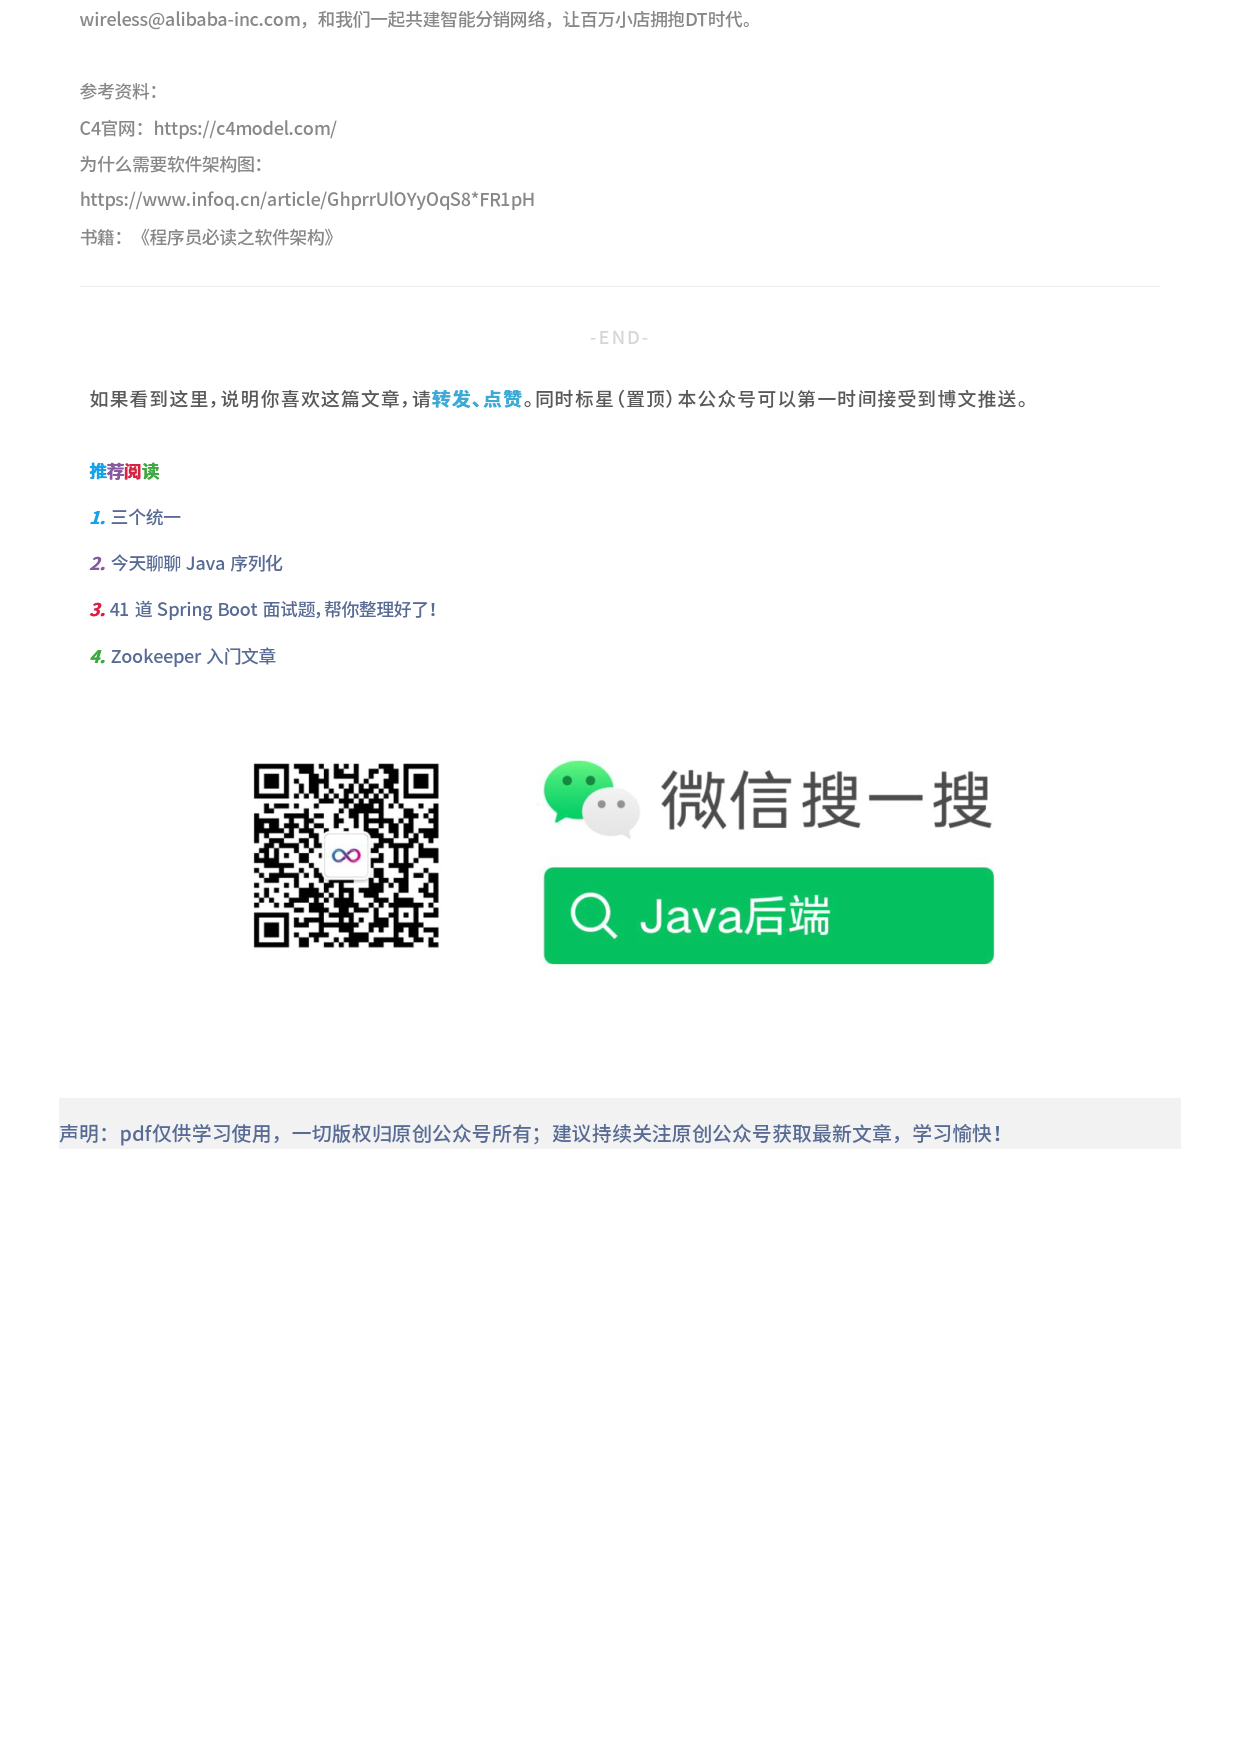 wireless@alibaba-inc.com，和我们一起共建智能分销网络，让百万小店拥抱DT时代。
参考资料：
C4官网：https://c4model.com/
为什么需要软件架构图：
https://www.infoq.cn/article/GhprrUlOYyOqS8*FR1pH
书籍：《程序员必读之软件架构》
-END-
如果看到这里，说明你喜欢这篇文章，请转发、点赞。同时标星（置顶）本公众号可以第一时间接受到博文推送。
推荐阅读
1. 三个统一
2. 今天聊聊 Java 序列化
3. 41 道 Spring Boot 面试题，帮你整理好了！
4. Zookeeper 入门文章
微信搜一搜
Java后端
声明：pdf仅供学习使用，一切版权归原创公众号所有；建议持续关注原创公众号获取最新文章，学习愉快！